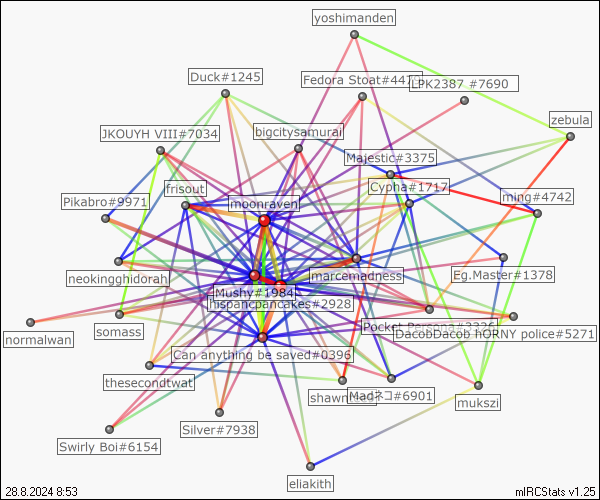 yoshimanden
Duck#1245
Fedora Stoat#44
LPK2387 #7690
zebula
JKOUYH VIII#7034
bigcitysamurai
Majestic#3375
frisout
Cypha#1717
Pikabro#9971
moonraven
ming#4742
neokingghidorah
marcemadness
Eg.Master#1378
Mushy#1984
hispancpancakes#2928
normalwan
somass
Pocket Persona#3326
DacobDacob hORNY police#5271
Can anything be saved#0396
thesecondtwat
shawn
Madネコ#6901
mukszi
Silver#7938
Swirly Boi#6154
eliakith
28.8.2024 8:53
mIRCStats v1.25